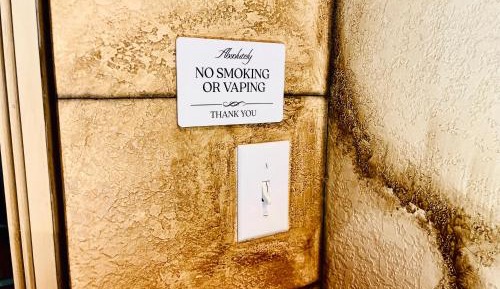 Absolutely
NO SMOKING
OR VAPING
THANK YOU